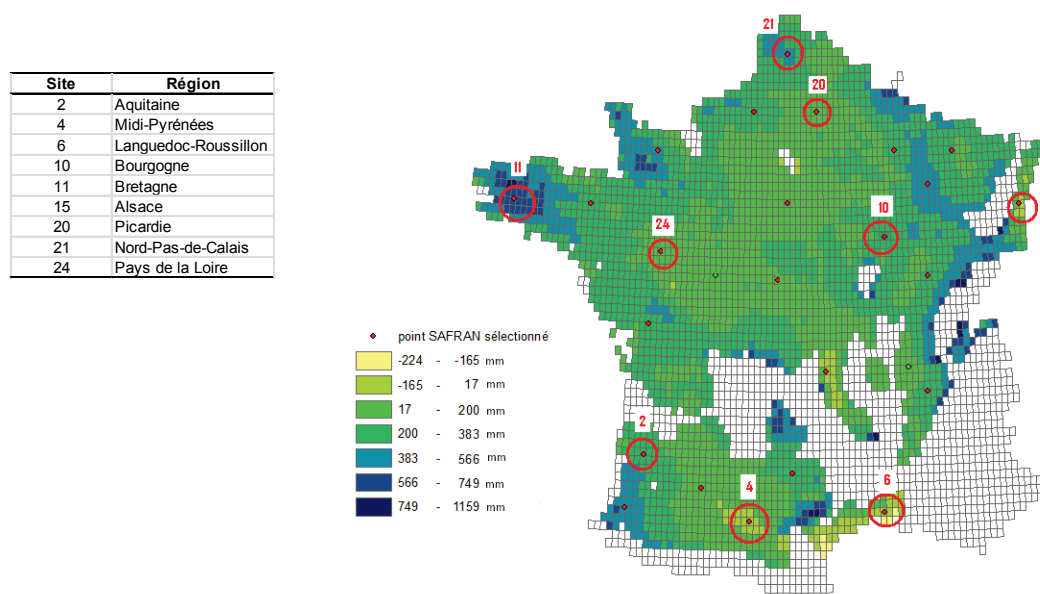 Site Région
2 Aquitaine
4 Midi-Pyrénées
6 Languedoc-Roussillon
10 Bourgogne
11 Bretagne
15 Alsace
20 Picardie
21 Nord-Pas-de-Calais
24 Pays de la Loire
21
20
11
10
24
2
4
6
point SAFRAN sélectionné
-224 - -165 mm
-165 - 17 mm
17 - 200 mm
200 - 383 mm
383 - 566 mm
566 - 749 mm
749 - 1159 mm